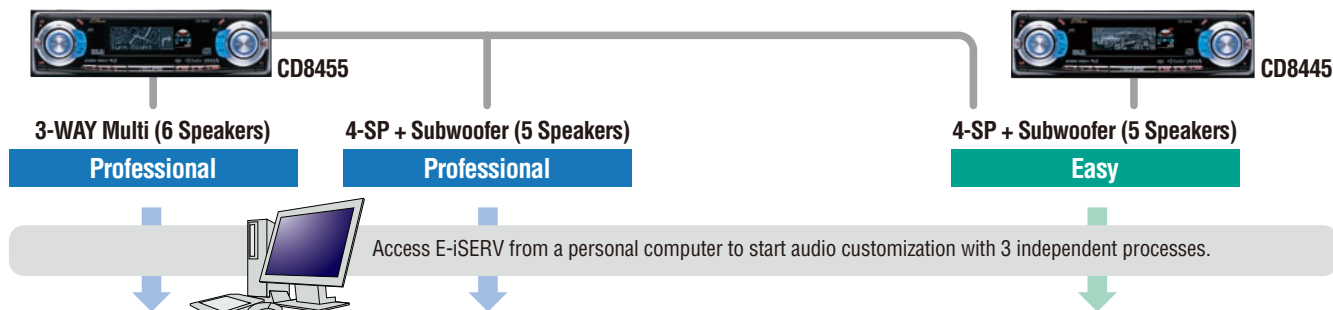 CD8455
CD8445
3-WAY Multi (6 Speakers)
Professional
4-SP + Subwoofer (5 Speakers)
Professional
4-SP + Subwoofer (5 Speakers)
Easy
Access E-iSERV from a personal computer to start audio customization with 3 independent processes.